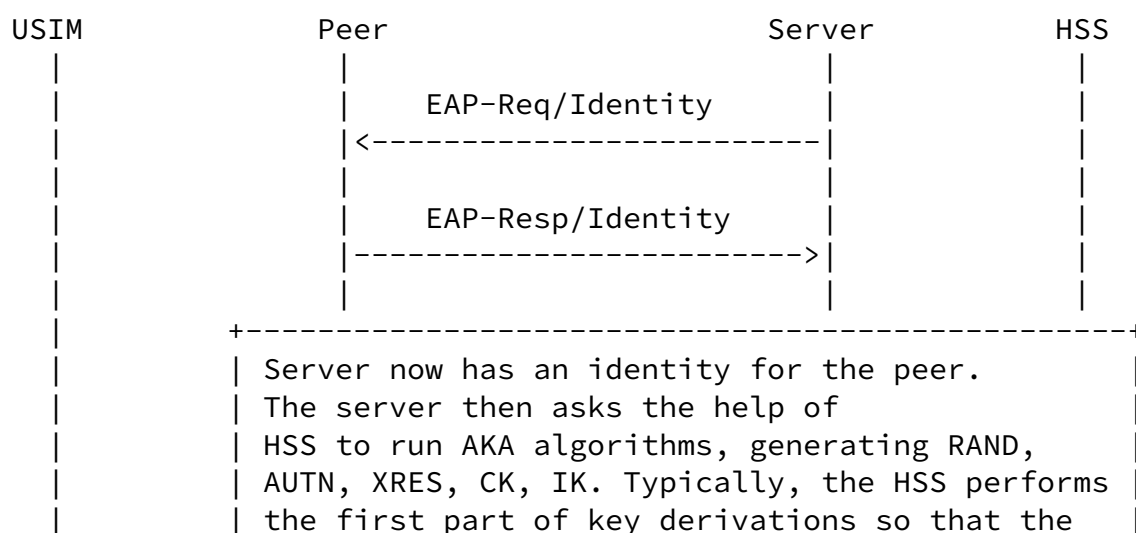 USIM Peer Server HSS
EAP-Req/Identity
EAP-Resp/Identity
Server now has an identity for the peer.
The server then asks the help of
HSS to run AKA algorithms, generating RAND,
AUTN, XRES, CK, IK. Typically, the HSS performs
the first part of key derivations so that the